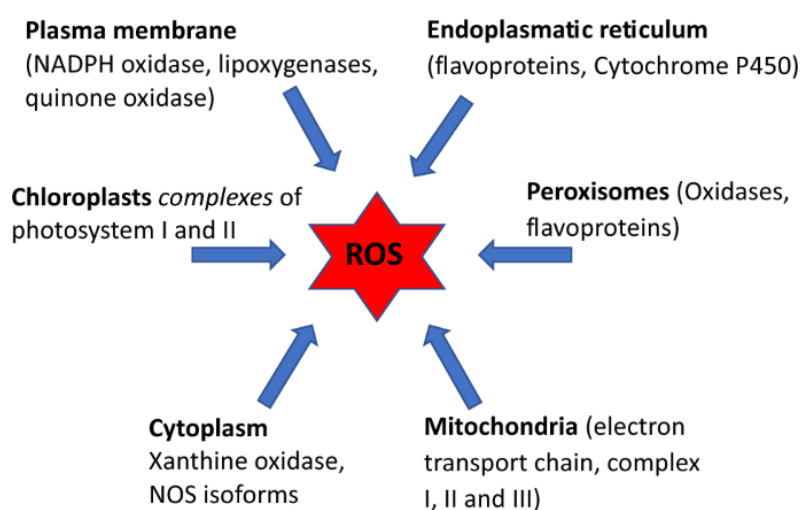 Plasma membrane
(NADPH oxidase, lipoxygenases,
quinone oxidase)
Endoplasmatic reticulum
(flavoproteins, Cytochrome P450)
Chloroplasts complexes of
photosystem I and II
ROS
Peroxisomes (Oxidases,
flavoproteins)
Cytoplasm
Xanthine oxidase,
NOS isoforms
Mitochondria (electron
transport chain, complex
I, II and III)